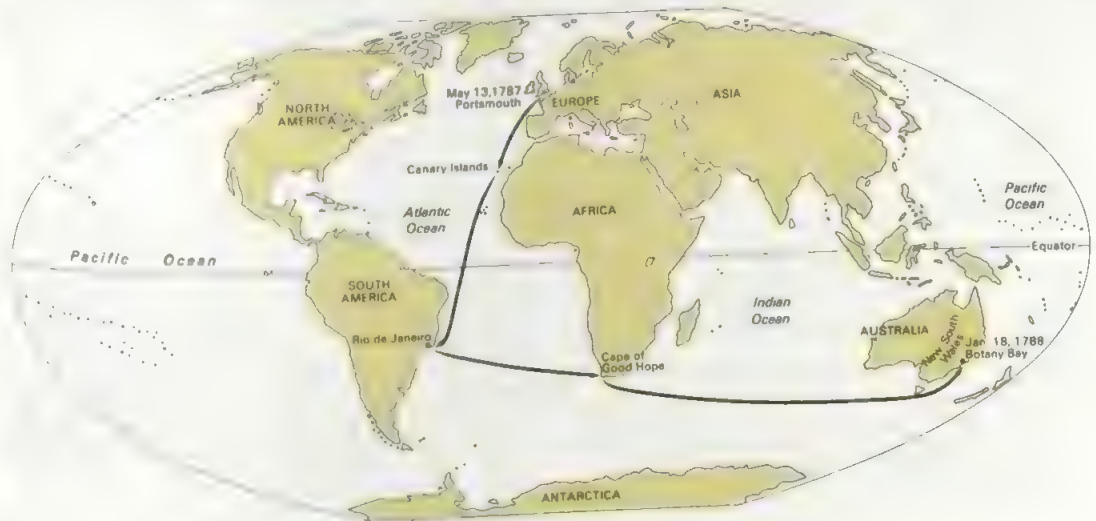 May 13, 1787
Portsmouth
EUROPE
ASIA
NORTH
AMERICA
Canary Islands
Atlantic
Ocean
AFRICA
Pacific
Ocean
Equator
Pacific Ocean
SOUTH
AMERICA
Indian
Ocean
Rio de Janeiro
AUSTRALIA
New South
Wales
Jan 18, 1788
Botany Bay
Cape of
Good Hope
ANTARCTICA